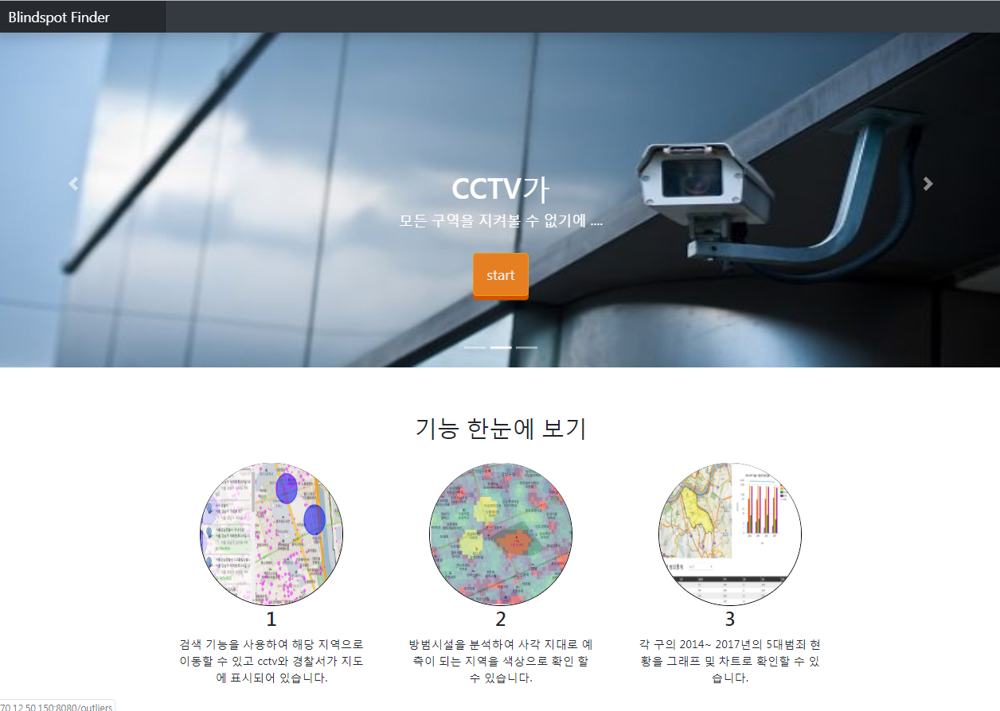 Blindspot Finder
CCTV가
모든 구역을 지켜볼 수 없기에 ....
start
기능 한눈에 보기
1
2
3
검색 기능을 사용하여 해당 지역으로
이동할 수 있고 cctv와 경찰서가 지도
에 표시되어 있습니다.
방범시설을 분석하여 사각 지대로 예
측이 되는 지역을 색상으로 확인 할
수 있습니다.
각 구의 2014~ 2017년의 5대범죄 현
황을 그래프 및 차트로 확인할 수 있
습니다.
70.12.50.150:8080/outliers